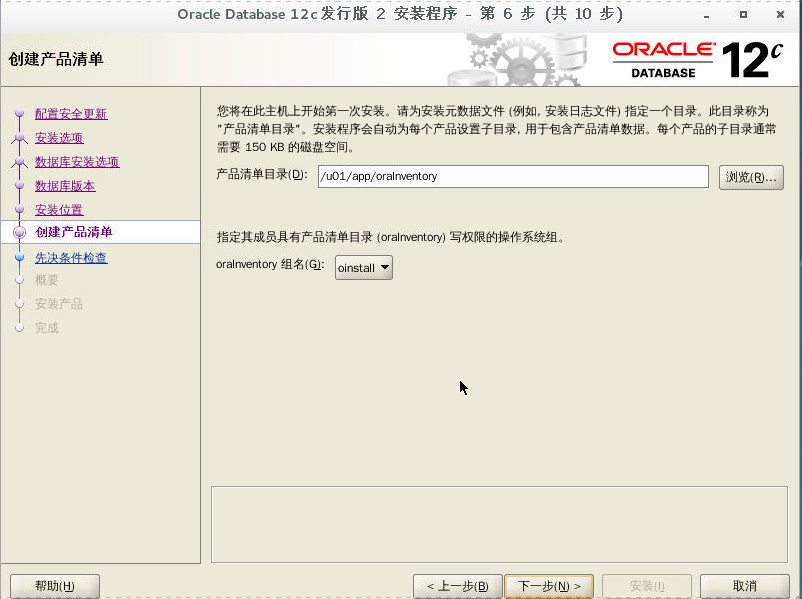 Oracle Database 12c 发行版 2 安装程序 - 第 6 步 (共 10 步)
创建产品清单
ORACLE
DATABASE
12c
配置安全更新
安装选项
数据库安装选项
数据库版本
安装位置
创建产品清单
先决条件检查
概要
安装产品
完成
您将在此主机上开始第一次安装。请为安装元数据文件 (例如, 安装日志文件) 指定一个目录。此目录称为
"产品清单目录"。安装程序会自动为每个产品设置子目录, 用于包含产品清单数据。每个产品的子目录通常
需要 150 KB 的磁盘空间。
产品清单目录(D): /u01/app/oraInventory 浏览(R)...
指定其成员具有产品清单目录 (oraInventory) 写权限的操作系统组。
oraInventory 组名(G): oinstall
帮助(H) < 上一步(B) 下一步(N) > 安装(I) 取消